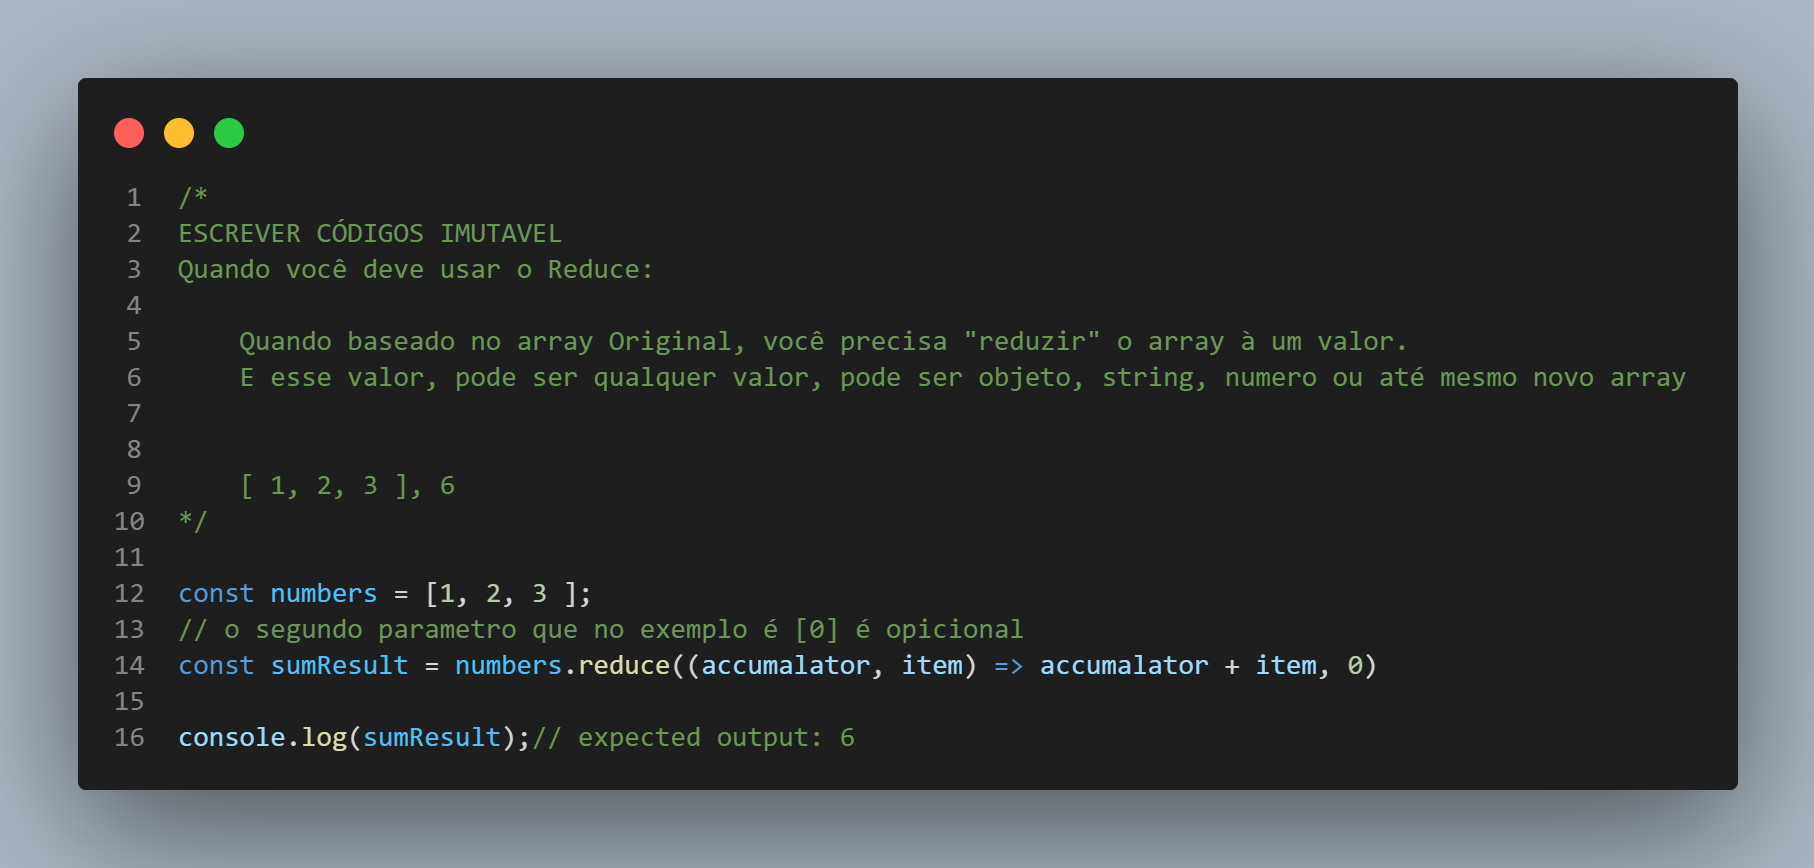 1 /*
2 ESCREVER CÓDIGOS IMUTAVEL
3 Quando você deve usar o Reduce:
4
5     Quando baseado no array Original, você precisa "reduzir" o array à um valor.
6     E esse valor, pode ser qualquer valor, pode ser objeto, string, numero ou até mesmo novo array
7
8
9     [ 1, 2, 3 ], 6
10 */
11
12 const numbers = [1, 2, 3 ];
13 // o segundo parametro que no exemplo é [0] é opicional
14 const sumResult = numbers.reduce((accumalator, item) => accumalator + item, 0)
15
16 console.log(sumResult);// expected output: 6